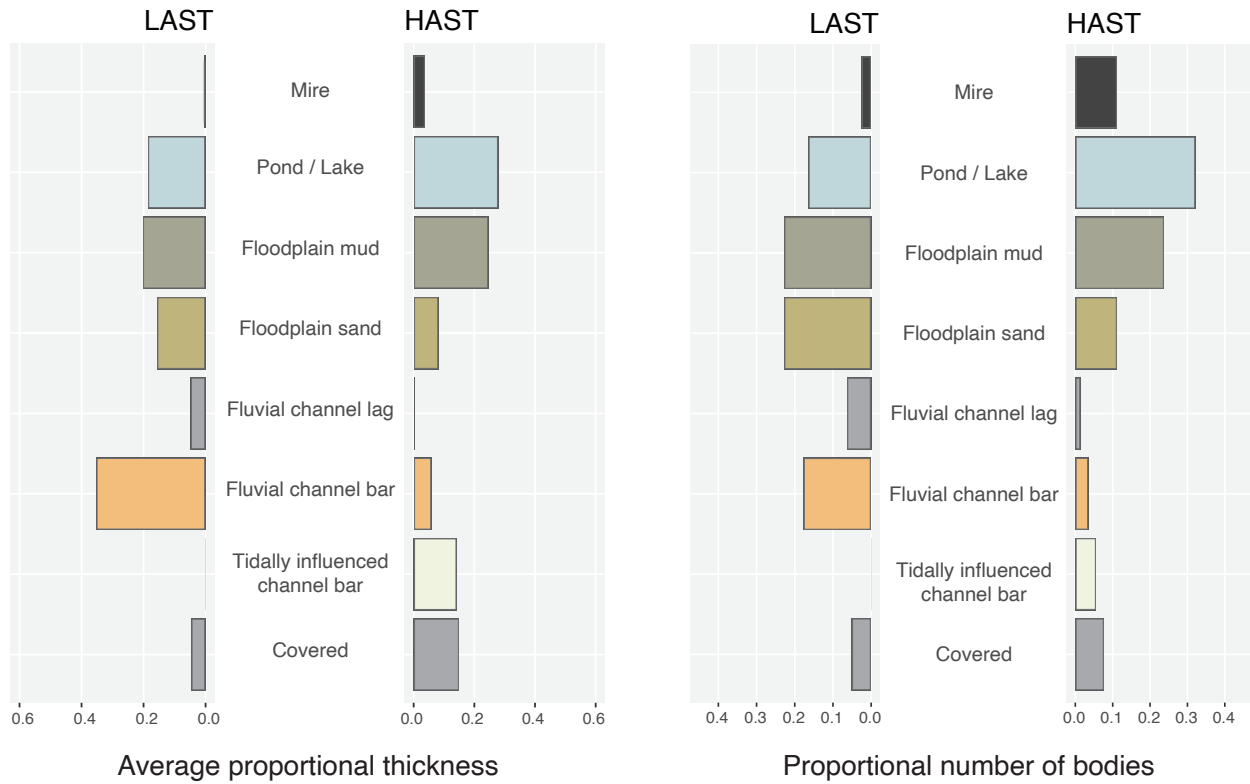 LAST HAST LAST HAST
Mire Mire
Pond / Lake Pond / Lake
Floodplain mud Floodplain mud
Floodplain sand Floodplain sand
Fluvial channel lag Fluvial channel lag
Fluvial channel bar Fluvial channel bar
Tidally influenced Tidally influenced
channel bar channel bar
Covered Covered
0.6 0.4 0.2 0.0 0.0 0.2 0.4 0.6 0.4 0.4 0.2 0.1 0.0 0.0 0.1 0.2 0.3 0.4
Average proportional thickness Proportional number of bodies